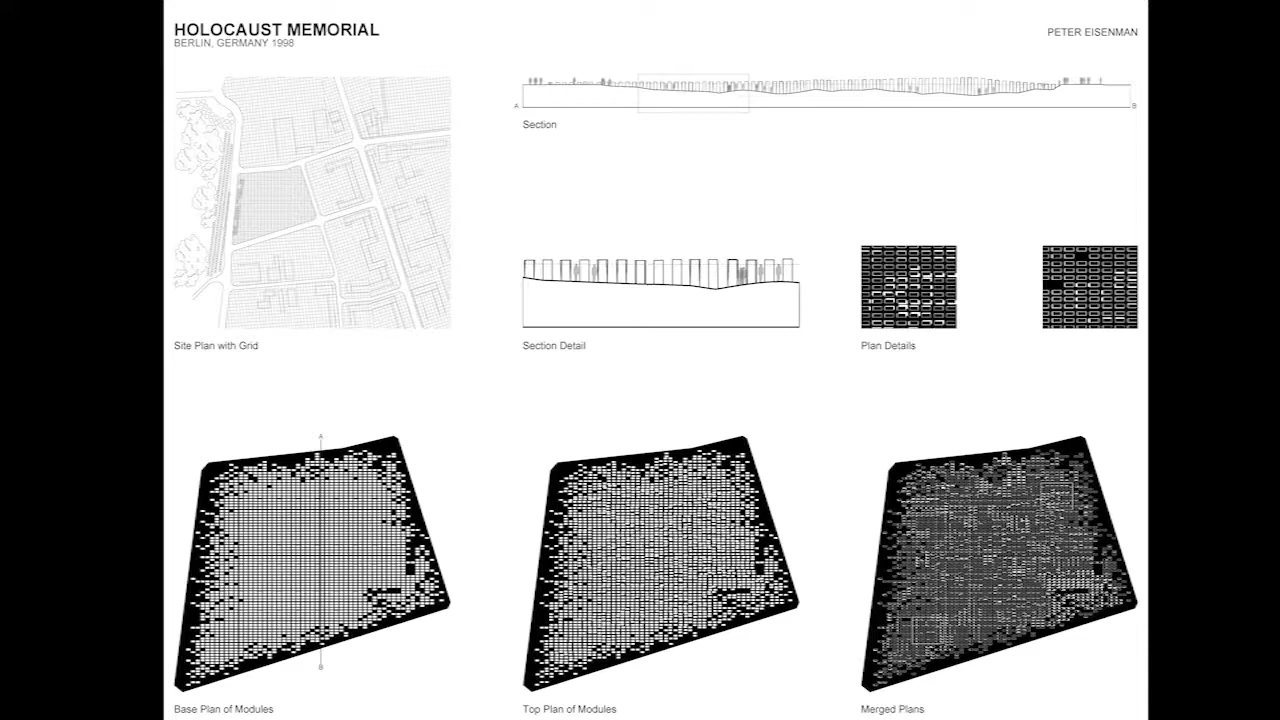 HOLOCAUST MEMORIAL
BERLIN, GERMANY 1998
PETER EISENMAN
A
B
Section
Site Plan with Grid
Section Detail
Plan Details
A
B
Base Plan of Modules
Top Plan of Modules
Merged Plans